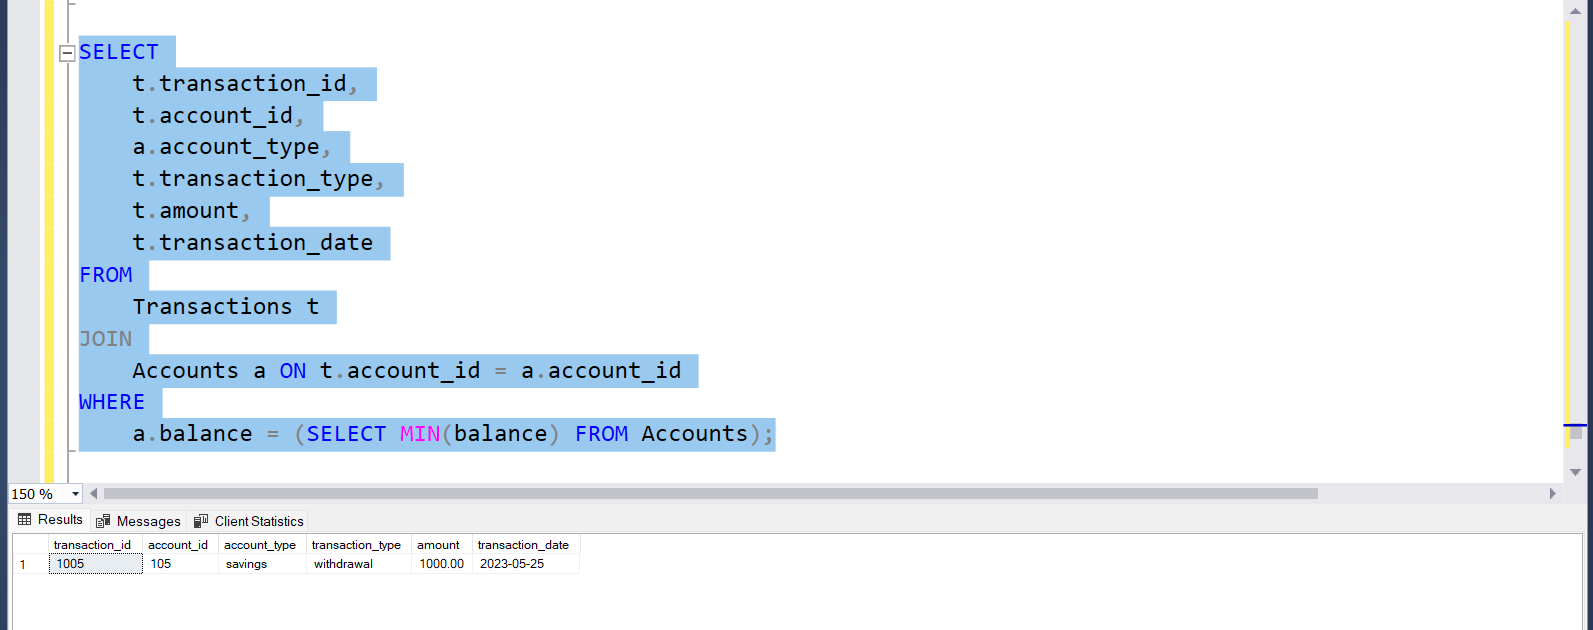 SELECT
t.transaction_id,
t.account_id,
a.account_type,
t.transaction_type,
t.amount,
t.transaction_date
FROM
Transactions t
JOIN
Accounts a ON t.account_id = a.account_id
WHERE
a.balance = (SELECT MIN(balance) FROM Accounts);
150 %
Results Messages Client Statistics
transaction_id account_id account_type transaction_type amount transaction_date
1 1005 105 savings withdrawal 1000.00 2023-05-25